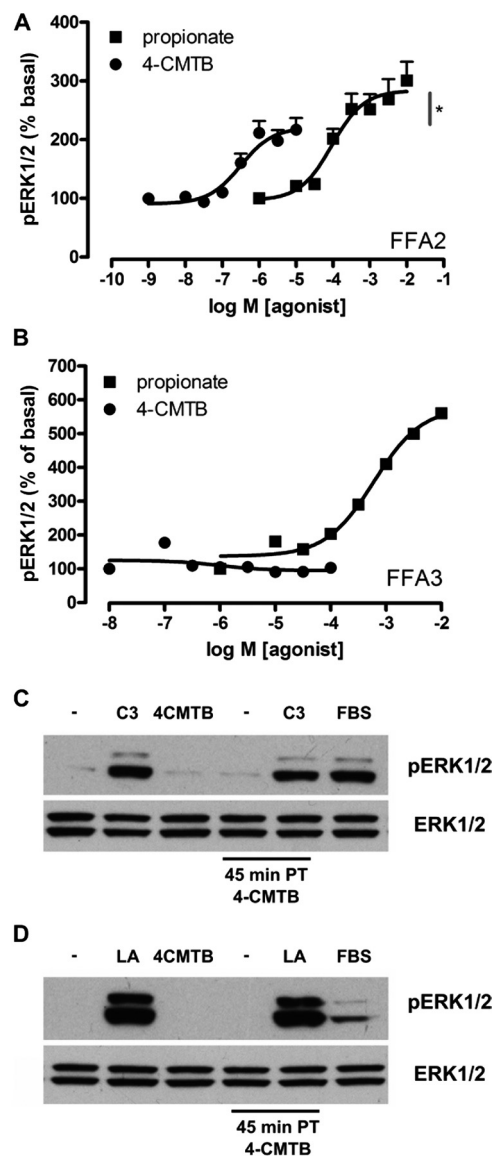 A
400
propionate
4-CMTB
300
200
100
0
pERK1/2 (% basal)
*
FFA2
-10 -9 -8 -7 -6 -5 -4 -3 -2 -1
log M [agonist]
B
700
propionate
600
4-CMTB
500
400
300
200
100
0
pERK1/2 (% of basal)
FFA3
-8 -7 -6 -5 -4 -3 -2
log M [agonist]
C
- C3 4CMTB - C3 FBS
pERK1/2
ERK1/2
45 min PT
4-CMTB
D
- LA 4CMTB - LA FBS
pERK1/2
ERK1/2
45 min PT
4-CMTB